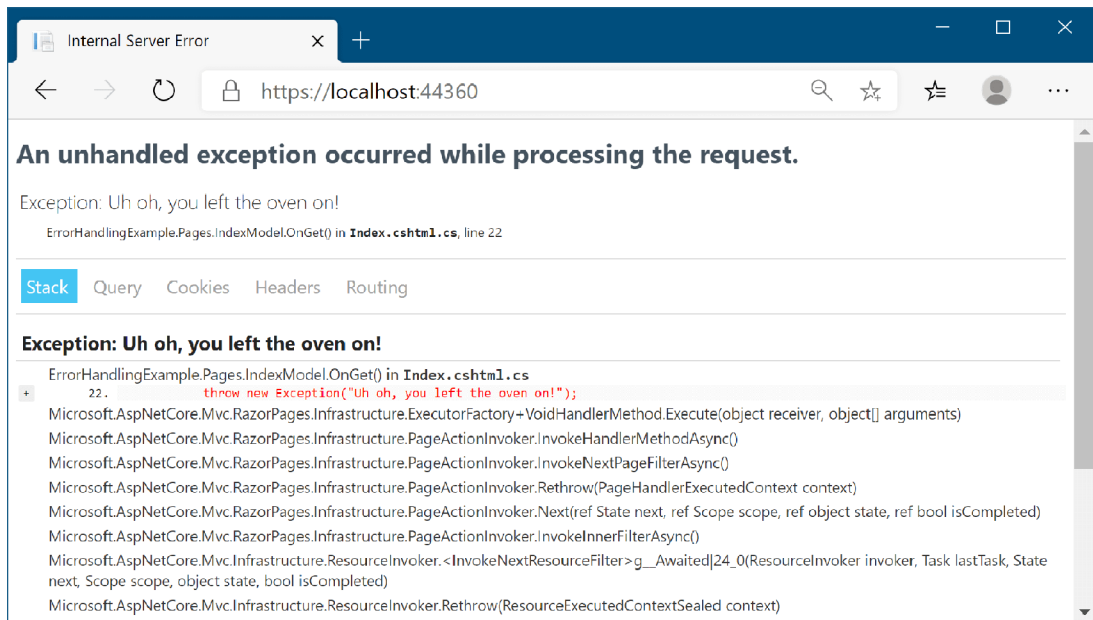 Internal Server Error
https://localhost:44360
An unhandled exception occurred while processing the request.
Exception: Uh oh, you left the oven on!
ErrorHandlingExample.Pages.IndexModel.OnGet() in Index.cshtml.cs, line 22
Stack Query Cookies Headers Routing
Exception: Uh oh, you left the oven on!
ErrorHandlingExample.Pages.IndexModel.OnGet() in Index.cshtml.cs
+ 22. throw new Exception("Uh oh, you left the oven on!");
Microsoft.AspNetCore.Mvc.RazorPages.Infrastructure.ExecutorFactory+VoidHandlerMethod.Execute(object receiver, object[] arguments)
Microsoft.AspNetCore.Mvc.RazorPages.Infrastructure.PageActionInvoker.InvokeHandlerMethodAsync()
Microsoft.AspNetCore.Mvc.RazorPages.Infrastructure.PageActionInvoker.InvokeNextPageFilterAsync()
Microsoft.AspNetCore.Mvc.RazorPages.Infrastructure.PageActionInvoker.Rethrow(PageHandlerExecutedContext context)
Microsoft.AspNetCore.Mvc.RazorPages.Infrastructure.PageActionInvoker.Next(ref State next, ref Scope scope, ref object state, ref bool isCompleted)
Microsoft.AspNetCore.Mvc.RazorPages.Infrastructure.PageActionInvoker.InvokeInnerFilterAsync()
Microsoft.AspNetCore.Mvc.Infrastructure.ResourceInvoker.<InvokeNextResourceFilter>g__Awaited|24_0(ResourceInvoker invoker, Task lastTask, State
next, Scope scope, object state, bool isCompleted)
Microsoft.AspNetCore.Mvc.Infrastructure.ResourceInvoker.Rethrow(ResourceExecutedContextSealed context)